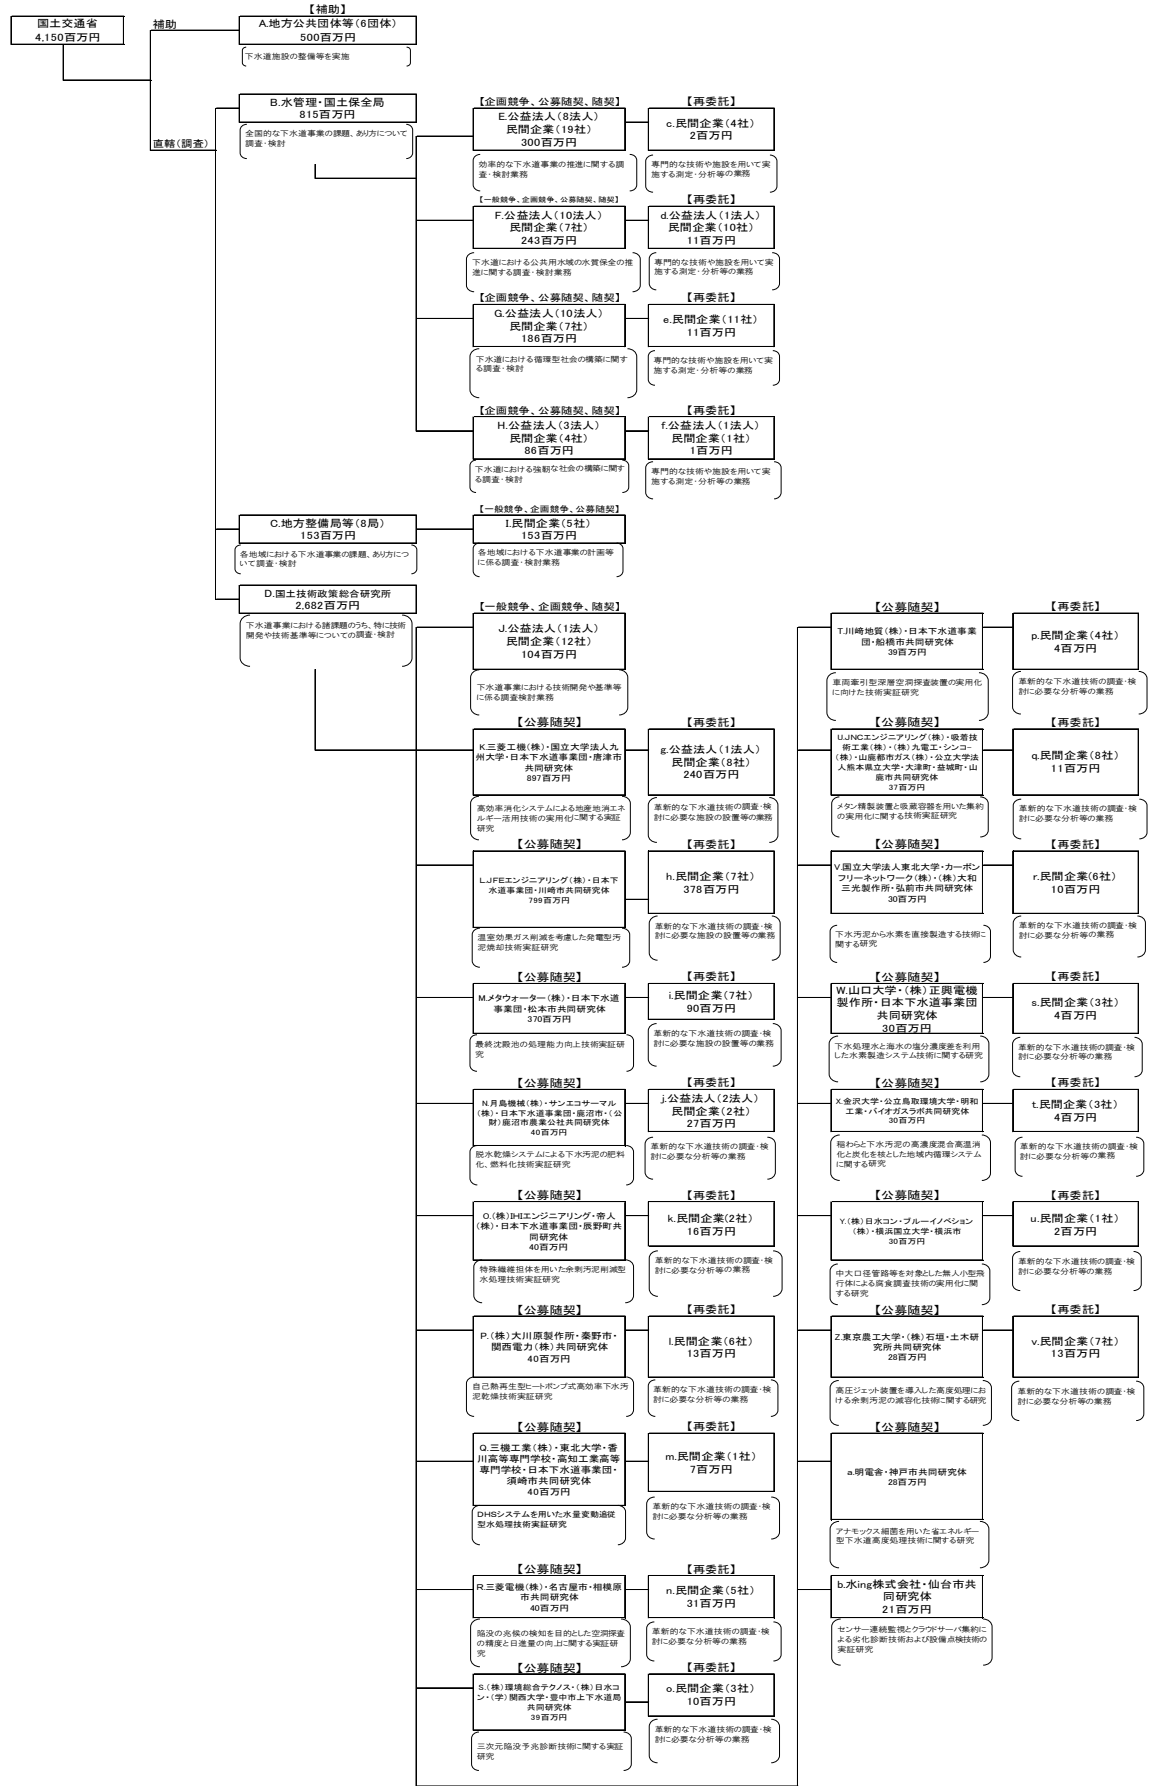 国土交通省
4,150百万円
補助
【補助】
A.地方公共団体等(6団体)
500百万円
下水道施設の整備等を実施
直轄(調査)
B.水管理・国土保全局
815百万円
全国的な下水道事業の課題、あり方について
調査・検討
【企画競争、公募随契、随契】
E.公益法人(8法人)
民間企業(19社)
300百万円
効率的な下水道事業の推進に関する調
査・検討業務
【再委託】
c.民間企業(4社)
2百万円
専門的な技術や施設を用いて実
施する測定・分析等の業務
【一般競争、企画競争、公募随契、随契】
F.公益法人(10法人)
民間企業(7社)
243百万円
下水道における公共用水域の水質保全の推
進に関する調査・検討業務
【再委託】
d.公益法人(1法人)
民間企業(10社)
11百万円
専門的な技術や施設を用いて実
施する測定・分析等の業務
【企画競争、公募随契、随契】
G.公益法人(10法人)
民間企業(7社)
186百万円
下水道における循環型社会の構築に関す
る調査・検討
【再委託】
e.民間企業(11社)
11百万円
専門的な技術や施設を用いて実
施する測定・分析等の業務
【企画競争、公募随契、随契】
H.公益法人(3法人)
民間企業(4社)
86百万円
下水道における強靭な社会の構築に関す
る調査・検討
【再委託】
f.公益法人(1法人)
民間企業(1社)
1百万円
専門的な技術や施設を用いて実
施する測定・分析等の業務
C.地方整備局等(8局)
153百万円
各地域における下水道事業の課題、あり方につ
いて調査・検討
【一般競争、企画競争、公募随契】
I.民間企業(5社)
153百万円
各地域における下水道事業の計画等
に係る調査・検討業務
D.国土技術政策総合研究所
2,682百万円
下水道事業における諸課題のうち、特に技術
開発や技術基準等についての調査・検討
【一般競争、企画競争、随契】
J.公益法人(1法人)
民間企業(12社)
104百万円
下水道事業における技術開発や基準等
に係る調査検討業務
【公募随契】
K.三菱工機(株)・国立大学法人九
州大学・日本下水道事業団・唐津市
共同研究体
897百万円
高効率消化システムによる地産地消エネ
ルギー活用技術の実用化に関する実証
研究
【再委託】
g.公益法人(1法人)
民間企業(8社)
240百万円
革新的な下水道技術の調査・検
討に必要な施設の設置等の業務
【公募随契】
L.JFEエンジニアリング(株)・日本下
水道事業団・川崎市共同研究体
799百万円
温室効果ガス削減を考慮した発電型汚
泥焼却技術実証研究
【再委託】
h.民間企業(7社)
378百万円
革新的な下水道技術の調査・検
討に必要な施設の設置等の業務
【公募随契】
M.メタウォーター(株)・日本下水道
事業団・松本市共同研究体
370百万円
最終沈殿池の処理能力向上技術実証研
究
【再委託】
i.民間企業(7社)
90百万円
革新的な下水道技術の調査・検
討に必要な施設の設置等の業務
【公募随契】
N.月島機械(株)・サンエコサーマル
(株)・日本下水道事業団・鹿沼市・(公
財)鹿沼市農業公社共同研究体
40百万円
脱水乾燥システムによる下水汚泥の肥料
化、燃料化技術実証研究
【再委託】
j.公益法人(2法人)
民間企業(2社)
27百万円
革新的な下水道技術の調査・検
討に必要な分析等の業務
【公募随契】
O.(株)IHIエンジニアリング・帝人
(株)・日本下水道事業団・辰野町共
同研究体
40百万円
特殊繊維担体を用いた余剰汚泥削減型
水処理技術実証研究
【再委託】
k.民間企業(2社)
16百万円
革新的な下水道技術の調査・検
討に必要な分析等の業務
【公募随契】
P.(株)大川原製作所・秦野市・
関西電力(株)共同研究体
40百万円
自己熱再生型ヒートポンプ式高効率下水汚
泥乾燥技術実証研究
【再委託】
l.民間企業(6社)
13百万円
革新的な下水道技術の調査・検
討に必要な分析等の業務
【公募随契】
Q.三機工業(株)・東北大学・香
川高等専門学校・高知工業高等
専門学校・日本下水道事業団・
須崎市共同研究体
40百万円
DHSシステムを用いた水量変動追従
型水処理技術実証研究
【再委託】
m.民間企業(1社)
7百万円
革新的な下水道技術の調査・検
討に必要な分析等の業務
【公募随契】
R.三菱電機(株)・名古屋市・相模原
市共同研究体
40百万円
陥没の兆候の検知を目的とした空洞探査
の精度と日進量の向上に関する実証研
究
【再委託】
n.民間企業(5社)
31百万円
革新的な下水道技術の調査・検
討に必要な分析等の業務
【公募随契】
S.(株)環境総合テクノス・(株)日水コ
ン・(学)関西大学・豊中市上下水道局
共同研究体
39百万円
三次元陥没予兆診断技術に関する実証
研究
【再委託】
o.民間企業(3社)
10百万円
革新的な下水道技術の調査・検
討に必要な分析等の業務
【公募随契】
T.川崎地質(株)・日本下水道事業
団・船橋市共同研究体
39百万円
車両牽引型深層空洞探査装置の実用化
に向けた技術実証研究
【再委託】
p.民間企業(4社)
4百万円
革新的な下水道技術の調査・検
討に必要な分析等の業務
【公募随契】
U.JNCエンジニアリング(株)・吸着技
術工業(株)・(株)九電工・シンコー
(株)・山鹿都市ガス(株)・公立大学法
人熊本県立大学・大津町・益城町・山
鹿市共同研究体
37百万円
メタン精製装置と吸蔵容器を用いた集約
の実用化に関する技術実証研究
【再委託】
q.民間企業(8社)
11百万円
革新的な下水道技術の調査・検
討に必要な分析等の業務
【公募随契】
V.国立大学法人東北大学・カーボン
フリーネットワーク(株)・(株)大和
三光製作所・弘前市共同研究体
30百万円
下水汚泥から水素を直接製造する技術に
関する研究
【再委託】
r.民間企業(6社)
10百万円
革新的な下水道技術の調査・検
討に必要な分析等の業務
【公募随契】
W.山口大学・(株)正興電機
製作所・日本下水道事業団
共同研究体
30百万円
下水処理水と海水の塩分濃度差を利用
した水素製造システム技術に関する研究
【再委託】
s.民間企業(3社)
4百万円
革新的な下水道技術の調査・検
討に必要な分析等の業務
【公募随契】
X.金沢大学・公立鳥取環境大学・明和
工業・バイオガスラボ共同研究体
30百万円
稲わらと下水汚泥の高濃度混合高温消
化と炭化を核とした地域内循環システム
に関する研究
【再委託】
t.民間企業(3社)
4百万円
革新的な下水道技術の調査・検
討に必要な分析等の業務
【公募随契】
Y.(株)日水コン・ブルーイノベション
(株)・横浜国立大学・横浜市
30百万円
中大口径管路等を対象とした無人小型飛
行体による腐食調査技術の実用化に関
する研究
【再委託】
u.民間企業(1社)
2百万円
革新的な下水道技術の調査・検
討に必要な分析等の業務
【公募随契】
Z.東京農工大学・(株)石垣・土木研
究所共同研究体
28百万円
高圧ジェット装置を導入した高度処理にお
ける余剰汚泥の減容化技術に関する研究
【再委託】
v.民間企業(7社)
13百万円
革新的な下水道技術の調査・検
討に必要な分析等の業務
【公募随契】
a.明電舎・神戸市共同研究体
28百万円
アナモックス細菌を用いた省エネルギー
型下水道高度処理技術に関する研究
【公募随契】
b.水ing株式会社・仙台市共
同研究体
21百万円
センサー連続監視とクラウドサーバ集約に
よる劣化診断技術および設備点検技術の
実証研究